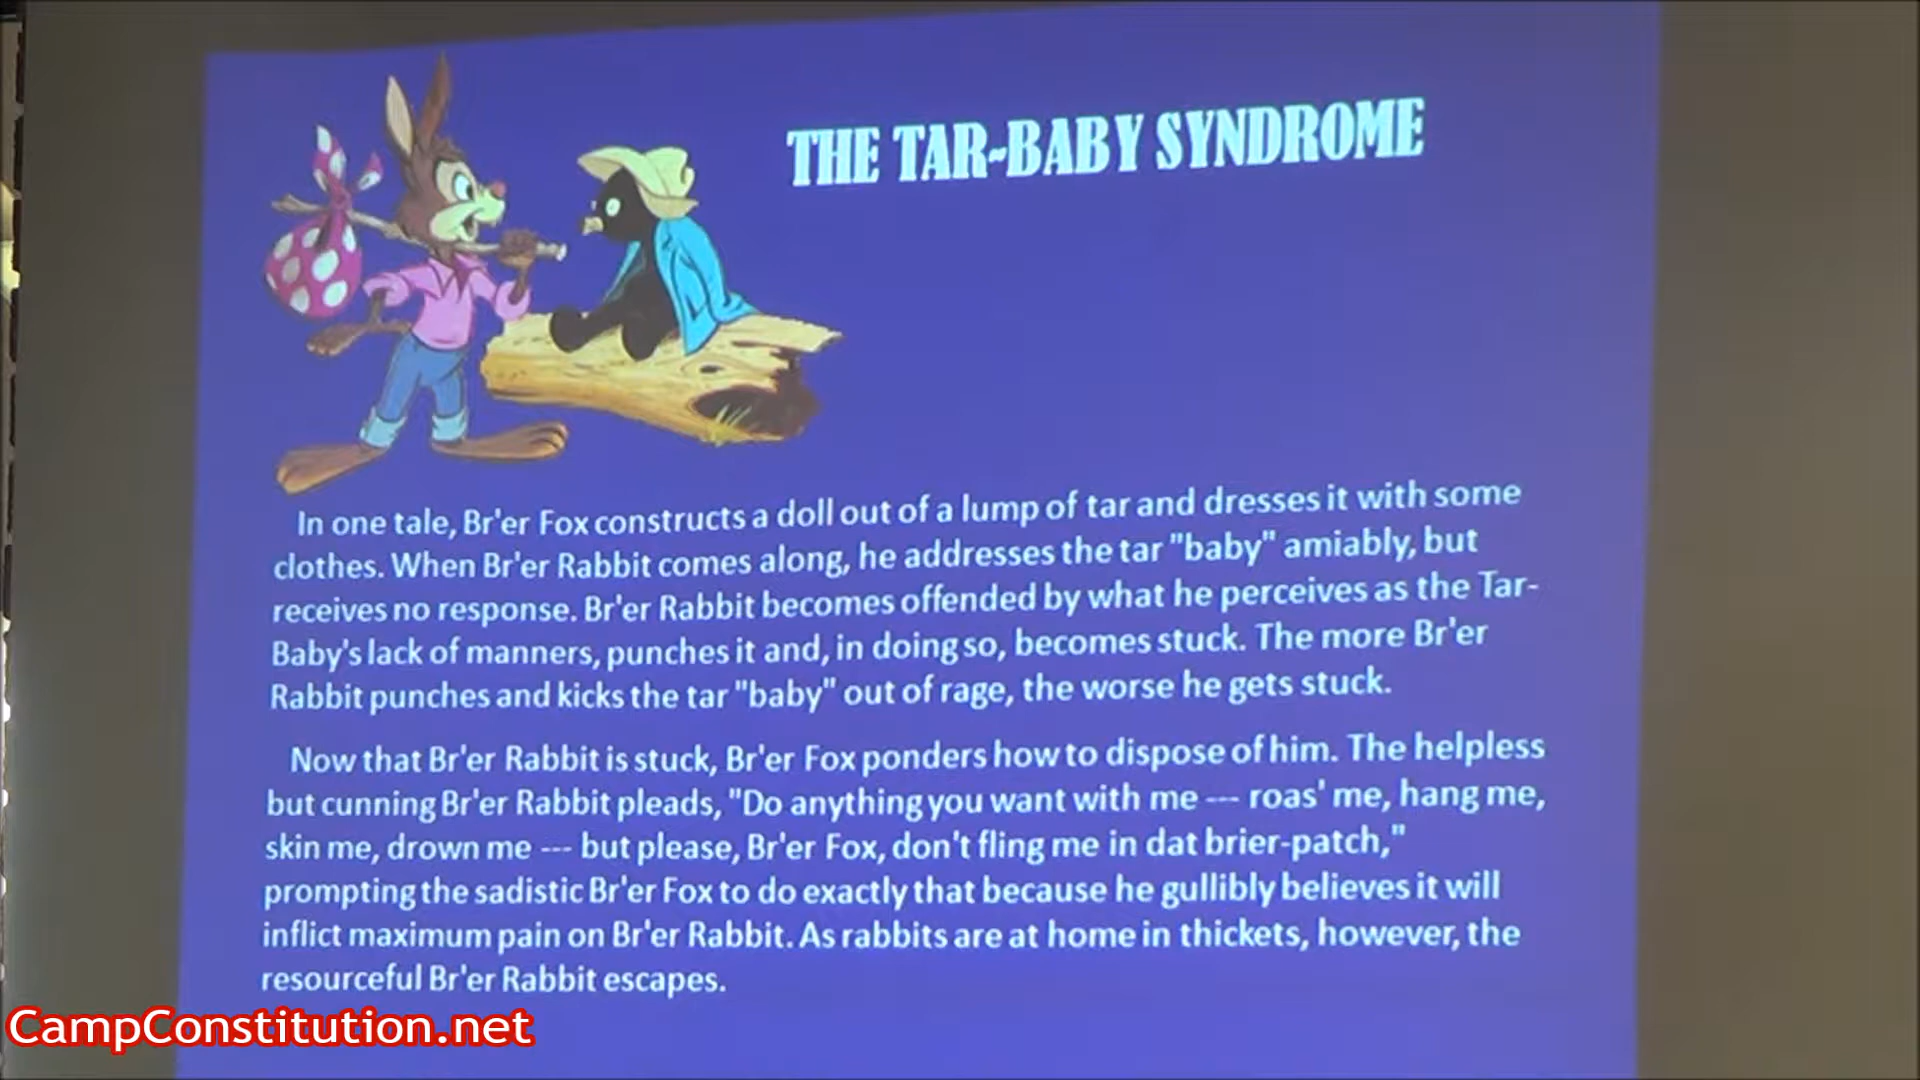 THE TAR-BABY SYNDROME
In one tale, Br'er Fox constructs a doll out of a lump of tar and dresses it with some
clothes. When Br'er Rabbit comes along, he addresses the tar "baby" amiably, but
receives no response. Br'er Rabbit becomes offended by what he perceives as the Tar-
Baby's lack of manners, punches it and, in doing so, becomes stuck. The more Br'er
Rabbit punches and kicks the tar "baby" out of rage, the worse he gets stuck.
Now that Br'er Rabbit is stuck, Br'er Fox ponders how to dispose of him. The helpless
but cunning Br'er Rabbit pleads, "Do anything you want with me --- roas' me, hang me,
skin me, drown me --- but please, Br'er Fox, don't fling me in dat brier-patch,"
prompting the sadistic Br'er Fox to do exactly that because he gullibly believes it will
inflict maximum pain on Br'er Rabbit. As rabbits are at home in thickets, however, the
resourceful Br'er Rabbit escapes.
CampConstitution.net